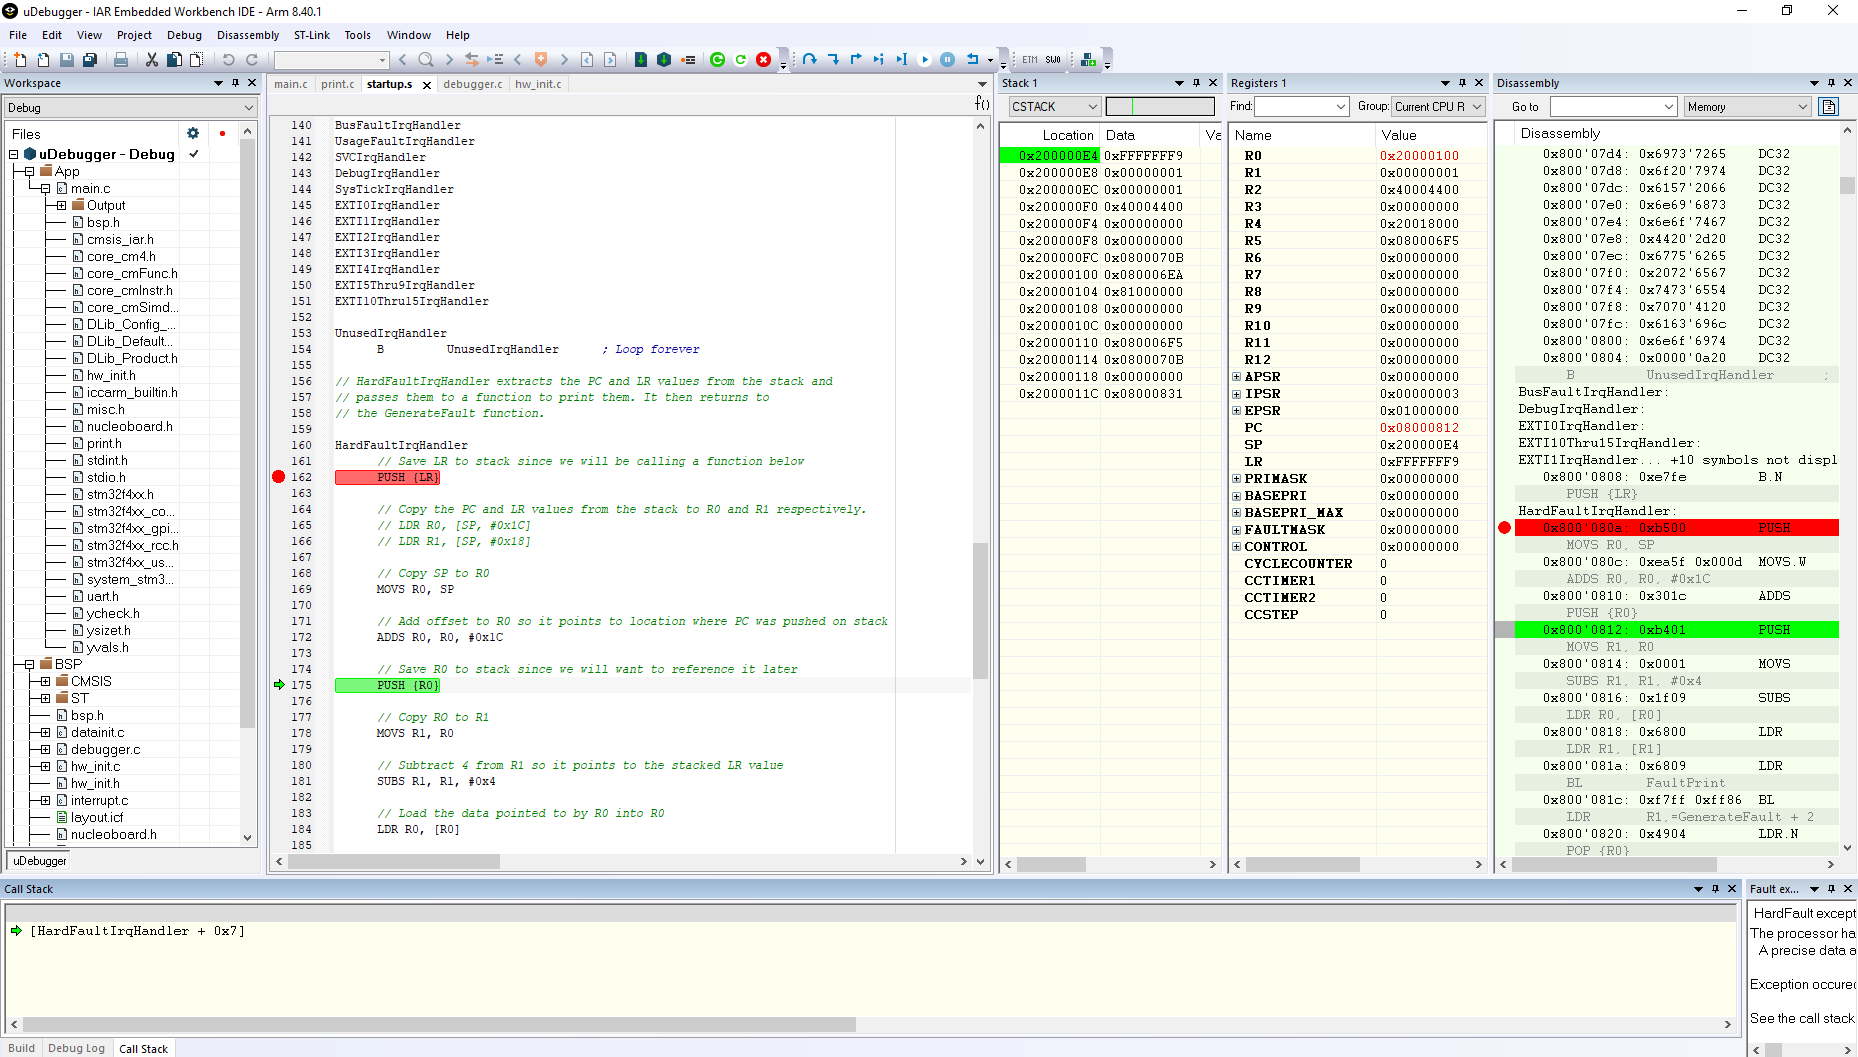 uDebugger - IAR Embedded Workbench IDE - Arm 8.40.1
File Edit View Project Debug Disassembly ST-Link Tools Window Help
ETM SWO
Workspace
Debug
Files
uDebugger - Debug
App
main.c
Output
bsp.h
cmsis_iar.h
core_cm4.h
core_cmFunc.h
core_cmInstr.h
core_cmSimd...
DLib_Config_...
DLib_Default...
DLib_Product.h
hw_init.h
iccarm_builtin.h
misc.h
nucleoboard.h
print.h
stdint.h
stdio.h
stm32f4xx.h
stm32f4xx_co...
stm32f4xx_gpi...
stm32f4xx_rcc.h
stm32f4xx_us...
system_stm3...
uart.h
ycheck.h
ysizet.h
yvals.h
BSP
CMSIS
ST
bsp.h
datainit.c
debugger.c
hw_init.c
hw_init.h
interrupt.c
layout.icf
nucleoboard.h
uDebugger
main.c print.c startup.s debugger.c hw_init.c
f()
140 BusFaultIrqHandler
141 UsageFaultIrqHandler
142 SVCIrqHandler
143 DebugIrqHandler
144 SysTickIrqHandler
145 EXTI0IrqHandler
146 EXTI1IrqHandler
147 EXTI2IrqHandler
148 EXTI3IrqHandler
149 EXTI4IrqHandler
150 EXTI5Thru9IrqHandler
151 EXTI10Thru15IrqHandler
152
153 UnusedIrqHandler
154 B UnusedIrqHandler ; Loop forever
155
156 // HardFaultIrqHandler extracts the PC and LR values from the stack and
157 // passes them to a function to print them. It then returns to
158 // the GenerateFault function.
159
160 HardFaultIrqHandler
161 // Save LR to stack since we will be calling a function below
162 PUSH {LR}
163
164 // Copy the PC and LR values from the stack to R0 and R1 respectively.
165 // LDR R0, [SP, #0x1C]
166 // LDR R1, [SP, #0x18]
167
168 // Copy SP to R0
169 MOVS R0, SP
170
171 // Add offset to R0 so it points to location where PC was pushed on stack
172 ADDS R0, R0, #0x1C
173
174 // Save R0 to stack since we will want to reference it later
175 PUSH {R0}
176
177 // Copy RO to R1
178 MOVS R1, R0
179
180 // Subtract 4 from R1 so it points to the stacked LR value
181 SUBS R1, R1, #0x4
182
183 // Load the data pointed to by R0 into R0
184 LDR R0, [R0]
185
Stack 1
CSTACK
Location Data Va
0x200000E4 0xFFFFFFF9
0x200000E8 0x00000001
0x200000EC 0x00000001
0x200000F0 0x40004400
0x200000F4 0x00000000
0x200000F8 0x00000000
0x200000FC 0x0800070B
0x20000100 0x080006EA
0x20000104 0x81000000
0x20000108 0x00000000
0x2000010C 0x00000000
0x20000110 0x080006F5
0x20000114 0x0800070B
0x20000118 0x00000000
0x2000011C 0x08000831
Registers 1
Find: Group: Current CPU R
Name Value
R0 0x20000100
R1 0x00000001
R2 0x40004400
R3 0x00000000
R4 0x20018000
R5 0x080006F5
R6 0x00000000
R7 0x00000000
R8 0x00000000
R9 0x00000000
R10 0x00000000
R11 0x00000000
R12 0x00000000
APSR 0x00000000
IPSR 0x00000003
EPSR 0x01000000
PC 0x08000812
SP 0x200000E4
LR 0xFFFFFFF9
PRIMASK 0x00000000
BASEPRI 0x00000000
BASEPRI_MAX 0x00000000
FAULTMASK 0x00000000
CONTROL 0x00000000
CYCLECOUNTER 0
CCTIMER1 0
CCTIMER2 0
CCSTEP 0
Disassembly
Go to Memory
Disassembly
0x800'07d4: 0x6973'7265 DC32
0x800'07d8: 0x6f20'7974 DC32
0x800'07dc: 0x6157'2066 DC32
0x800'07e0: 0x6e69'6873 DC32
0x800'07e4: 0x6e6f'7467 DC32
0x800'07e8: 0x4420'2d20 DC32
0x800'07ec: 0x6775'6265 DC32
0x800'07f0: 0x2072'6567 DC32
0x800'07f4: 0x7473'6554 DC32
0x800'07f8: 0x7070'4120 DC32
0x800'07fc: 0x6163'696c DC32
0x800'0800: 0x6e6f'6974 DC32
0x800'0804: 0x0000'0a20 DC32
B UnusedIrqHandler ;
BusFaultIrqHandler:
DebugIrqHandler:
EXTI0IrqHandler:
EXTI10Thru15IrqHandler:
EXTI1IrqHandler... +10 symbols not displ
0x800'0808: 0xe7fe B.N
PUSH {LR}
HardFaultIrqHandler:
0x800'080a: 0xb500 PUSH
MOVS R0, SP
0x800'080c: 0xea5f 0x000d MOVS.W
ADDS R0, R0, #0x1C
0x800'0810: 0x301c ADDS
PUSH {R0}
0x800'0812: 0xb401 PUSH
MOVS R1, R0
0x800'0814: 0x0001 MOVS
SUBS R1, R1, #0x4
0x800'0816: 0x1f09 SUBS
LDR R0, [R0]
0x800'0818: 0x6800 LDR
LDR R1, [R1]
0x800'081a: 0x6809 LDR
BL FaultPrint
0x800'081c: 0xf7ff 0xff86 BL
LDR R1,=GenerateFault + 2
0x800'0820: 0x4904 LDR.N
POP {R0}
Call Stack
[HardFaultIrqHandler + 0x7]
Build Debug Log Call Stack
Fault ex...
HardFault except
The processor ha
A precise data a
Exception occured
See the call stack